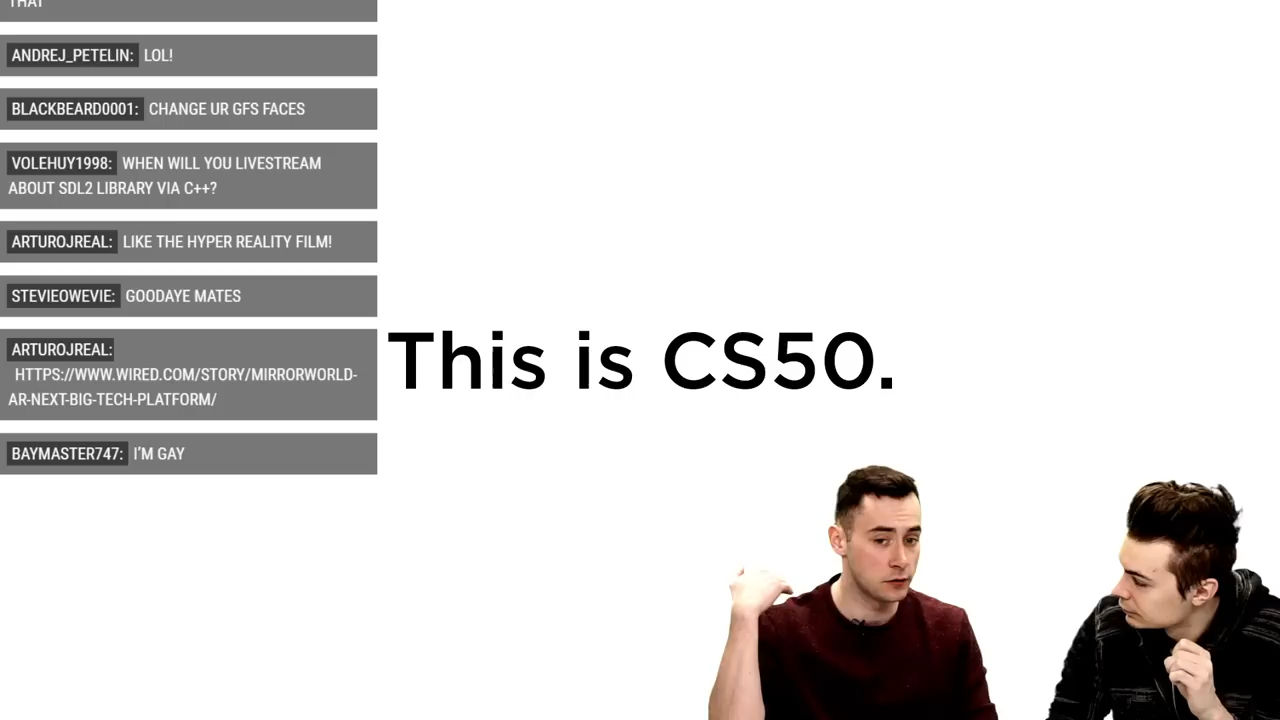 THAT
ANDREJ_PETELIN: LOL!
BLACKBEARD0001: CHANGE UR GFS FACES
VOLEHUY1998: WHEN WILL YOU LIVESTREAM
ABOUT SDL2 LIBRARY VIA C++?
ARTUROJREAL: LIKE THE HYPER REALITY FILM!
STEVIEOWEVIE: GOODAYE MATES
ARTUROJREAL:
HTTPS://WWW.WIRED.COM/STORY/MIRRORWORLD-
AR-NEXT-BIG-TECH-PLATFORM/
BAYMASTER747: I'M GAY
This is CS50.